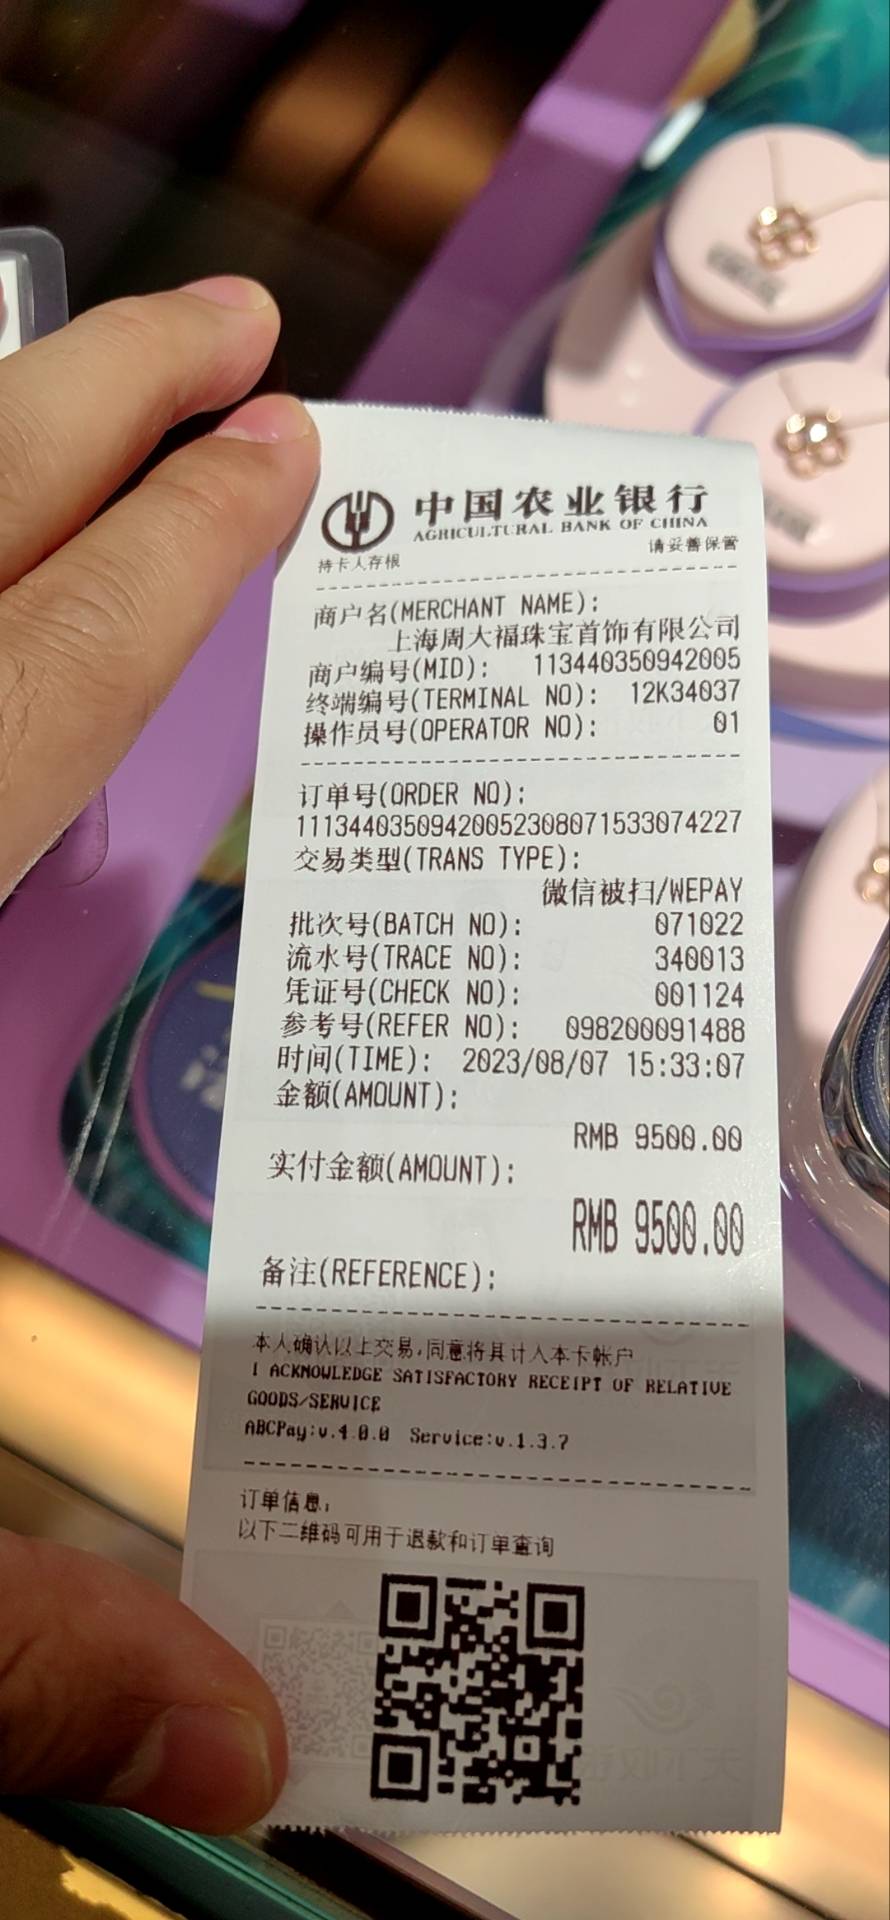 中国农业银行
AGRICULTURAL BANK OF CHINA
持卡人存根
请妥善保管
商户名(MERCHANT NAME):
上海周大福珠宝首饰有限公司
商户编号(MID): 113440350942005
终端编号(TERMINAL NO): 12K34037
操作员号(OPERATOR NO): 01
订单号(ORDER NO):
11134403509420052308071533074227
交易类型(TRANS TYPE):
微信被扫/WEPAY
批次号(BATCH NO): 071022
流水号(TRACE NO): 340013
凭证号(CHECK NO): 001124
参考号(REFER NO): 098200091488
时间(TIME): 2023/08/07 15:33:07
金额(AMOUNT):
RMB 9500.00
实付金额(AMOUNT):
RMB 9500.00
备注(REFERENCE):
本人确认以上交易,同意将其计入本卡帐户
I ACKNOWLEDGE SATISFACTORY RECEIPT OF RELATIVE
GOODS/SERVICE
ABCPay:v.4.0.0 Service:v.1.3.7
订单信息:
以下二维码可用于退款和订单查询